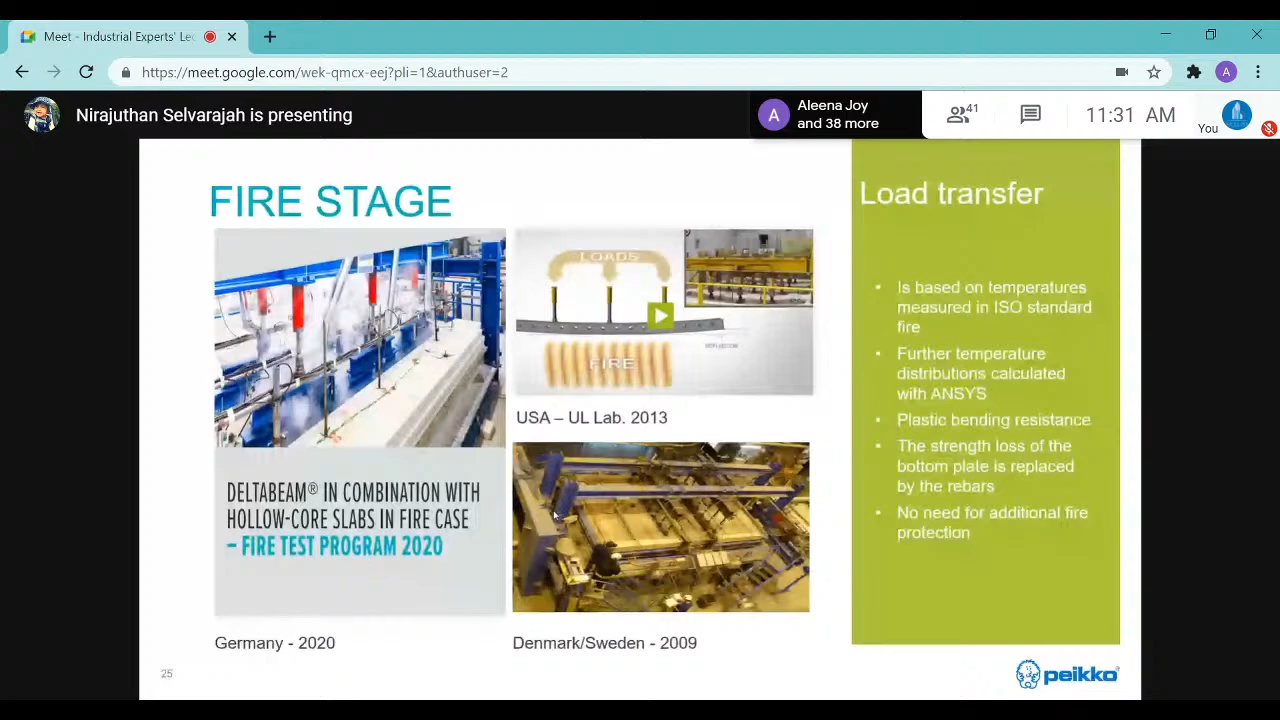 Meet - Industrial Experts' Le
https://meet.google.com/wek-qmcx-eej?pli=1&authuser=2
A
Nirajuthan Selvarajah is presenting
A
Aleena Joy
and 38 more
41
11:31 AM
You
FIRE STAGE
LOADS
FIRE
USA – UL Lab. 2013
DELTABEAM® IN COMBINATION WITH
HOLLOW-CORE SLABS IN FIRE CASE
– FIRE TEST PROGRAM 2020
Germany - 2020
Denmark/Sweden - 2009
Load transfer
• Is based on temperatures
measured in ISO standard
fire
• Further temperature
distributions calculated
with ANSYS
• Plastic bending resistance
• The strength loss of the
bottom plate is replaced
by the rebars
• No need for additional fire
protection
25
peikko